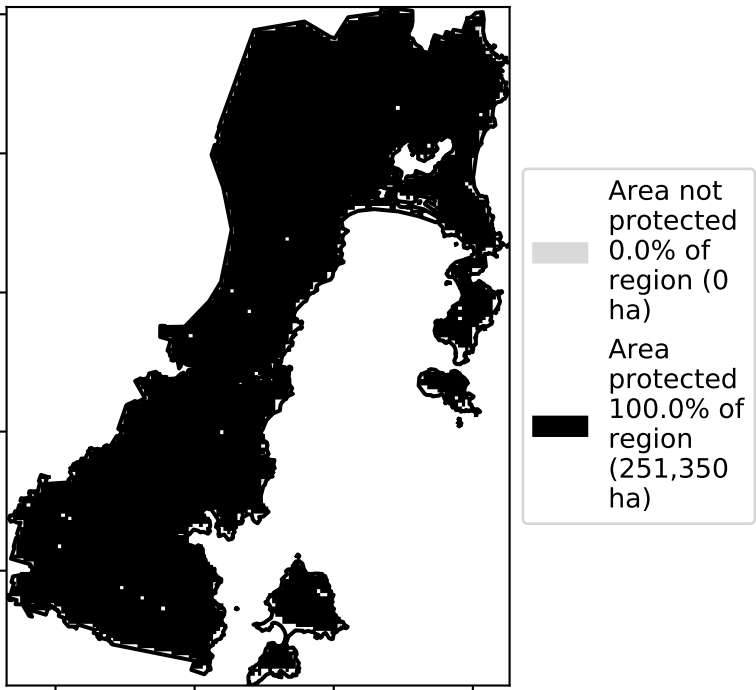 Area not
protected
0.0% of
region (0
ha)
Area
protected
100.0% of
region
(251,350
ha)